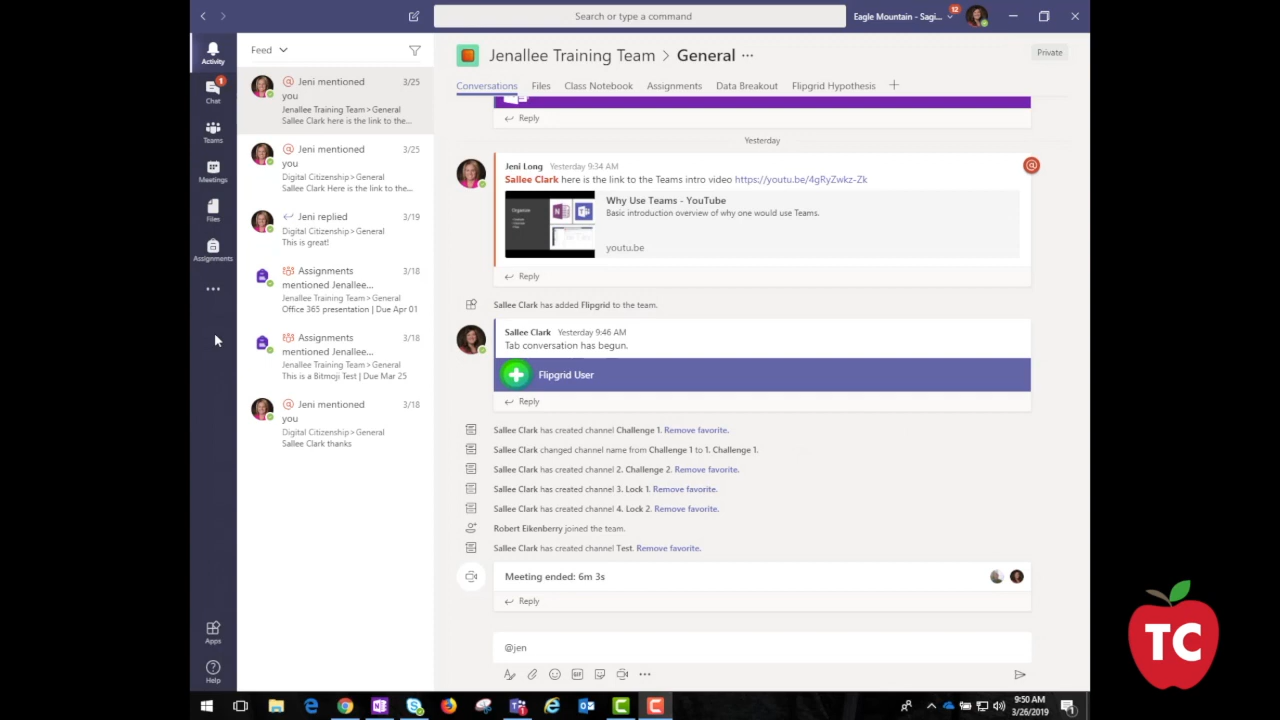 Search or type a command
Eagle Mountain - Sagi...
12
Activity
1
Chat
Teams
Meetings
Files
Assignments
Apps
Help
Feed
Jeni mentioned you 3/25
Jenallee Training Team > General
Sallee Clark here is the link to the...
Jeni mentioned you 3/25
Digital Citizenship > General
Sallee Clark Here is the link to the...
Jeni replied 3/19
Digital Citizenship > General
This is great!
Assignments mentioned Jenallee... 3/18
Jenallee Training Team > General
Office 365 presentation | Due Apr 01
Assignments mentioned Jenallee... 3/18
Jenallee Training Team > General
This is a Bitmoji Test | Due Mar 25
Jeni mentioned you 3/18
Digital Citizenship > General
Sallee Clark thanks
Jenallee Training Team > General ...
Private
Conversations Files Class Notebook Assignments Data Breakout Flipgrid Hypothesis +
Reply
Yesterday
Jeni Long Yesterday 9:34 AM
Sallee Clark here is the link to the Teams intro video https://youtu.be/4gRyZwkz-Zk
Why Use Teams - YouTube
Basic introduction overview of why one would use Teams.
youtu.be
Reply
Sallee Clark has added Flipgrid to the team.
Sallee Clark Yesterday 9:46 AM
Tab conversation has begun.
Flipgrid User
Reply
Sallee Clark has created channel Challenge 1. Remove favorite.
Sallee Clark changed channel name from Challenge 1 to 1. Challenge 1.
Sallee Clark has created channel 2. Challenge 2. Remove favorite.
Sallee Clark has created channel 3. Lock 1. Remove favorite.
Sallee Clark has created channel 4. Lock 2. Remove favorite.
Robert Eikenberry joined the team.
Sallee Clark has created channel Test. Remove favorite.
Meeting ended: 6m 3s
Reply
@jen
TC
9:50 AM
3/26/2019